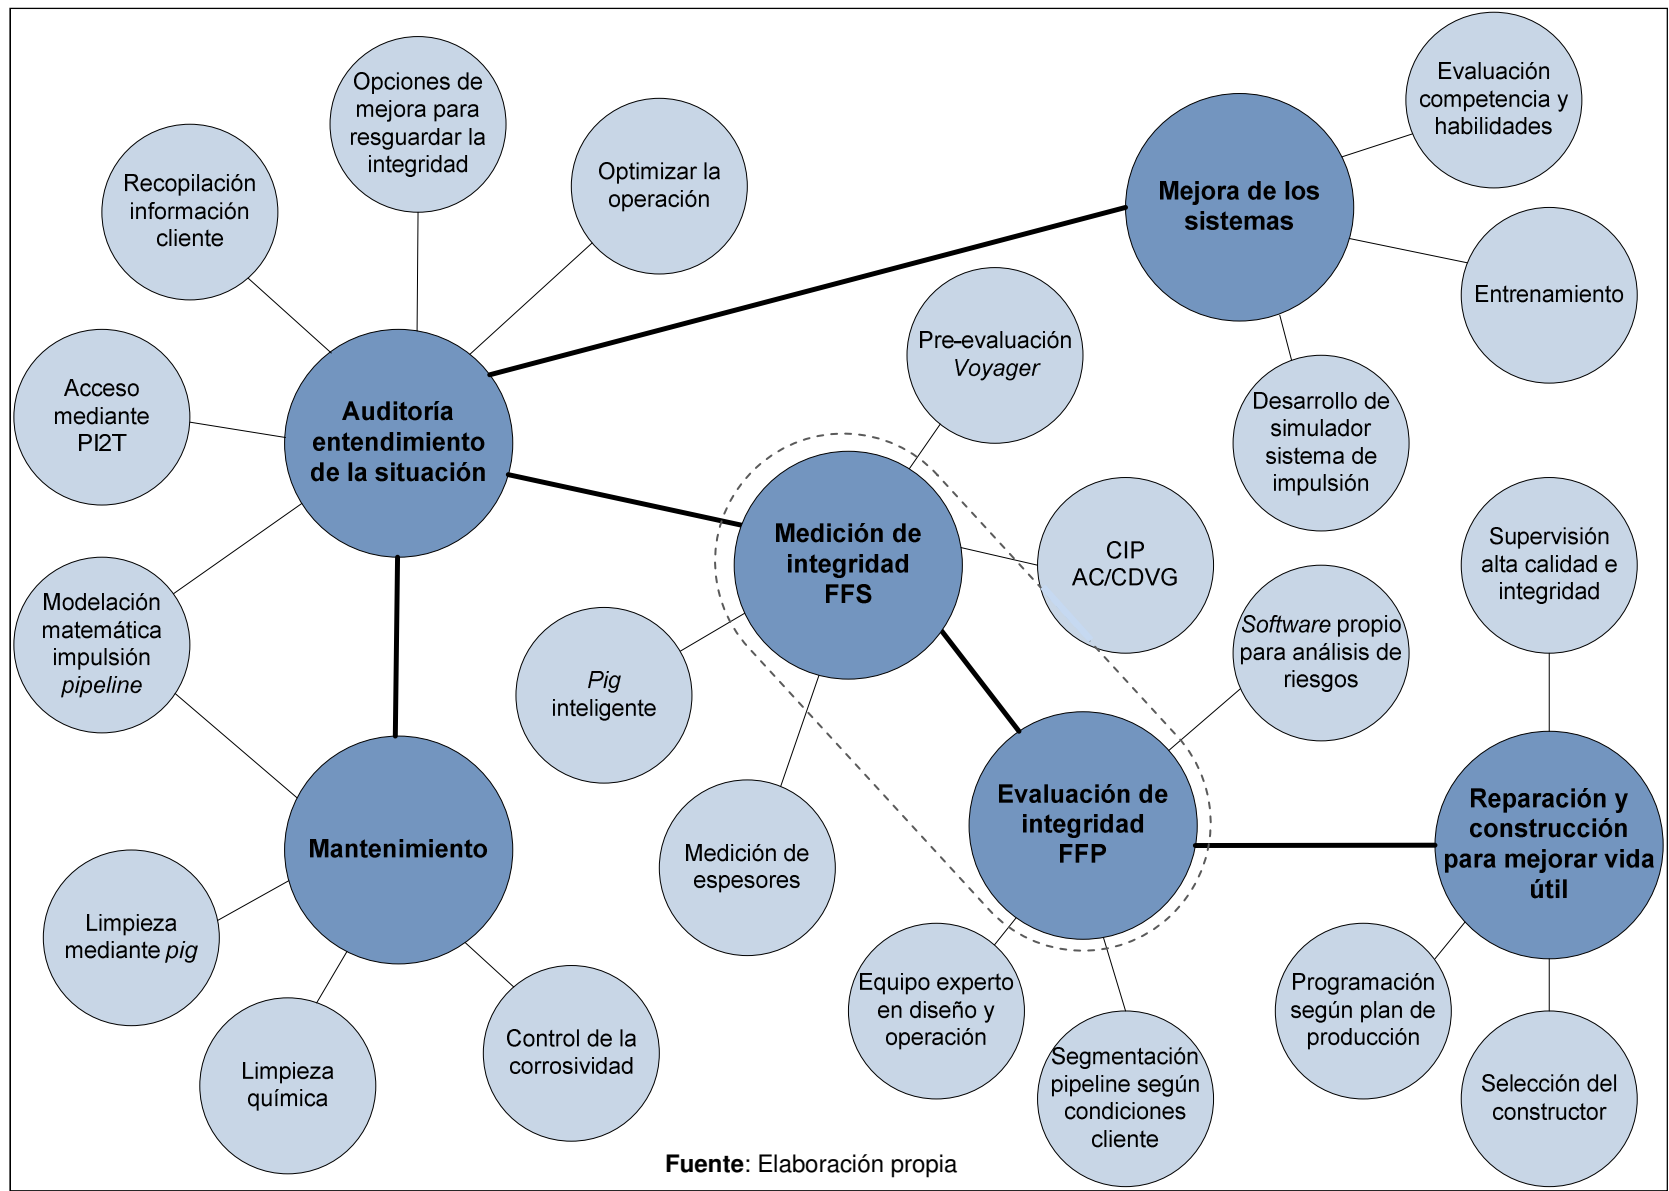 Opciones de
mejora para
resguardar la
integridad
Recopilación
información
cliente
Optimizar la
operación
Acceso
mediante
PI2T
Auditoría
entendimiento
de la situación
Modelación
matemática
impulsión
pipeline
Mantenimiento
Limpieza
mediante pig
Limpieza
química
Control de la
corrosividad
Mejora de los
sistemas
Evaluación
competencia y
habilidades
Entrenamiento
Desarrollo de
simulador
sistema de
impulsión
Pre-evaluación
Voyager
Medición de
integridad
FFS
CIP
AC/CDVG
Pig
inteligente
Medición de
espesores
Software propio
para análisis de
riesgos
Evaluación de
integridad
FFP
Equipo experto
en diseño y
operación
Segmentación
pipeline según
condiciones
cliente
Supervisión
alta calidad e
integridad
Reparación y
construcción
para mejorar vida
útil
Programación
según plan de
producción
Selección del
constructor
Fuente: Elaboración propia